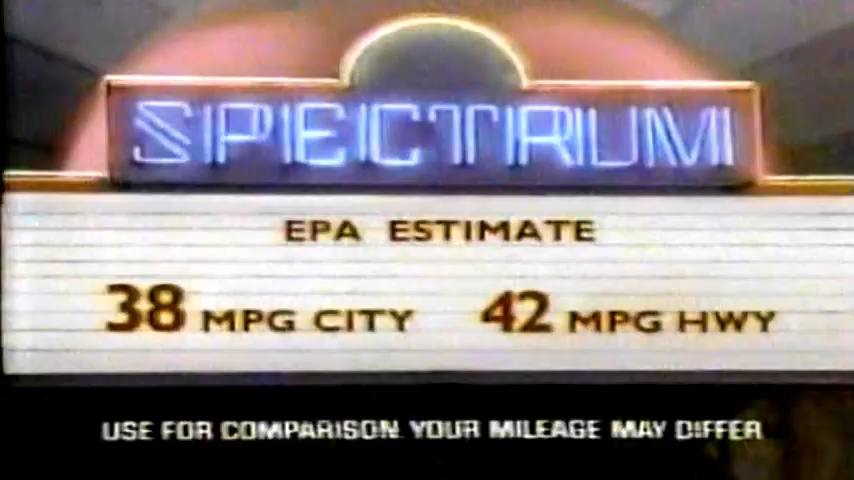 SPECTRUM
EPA ESTIMATE
38 MPG CITY 42 MPG HWY
USE FOR COMPARISON. YOUR MILEAGE MAY DIFFER